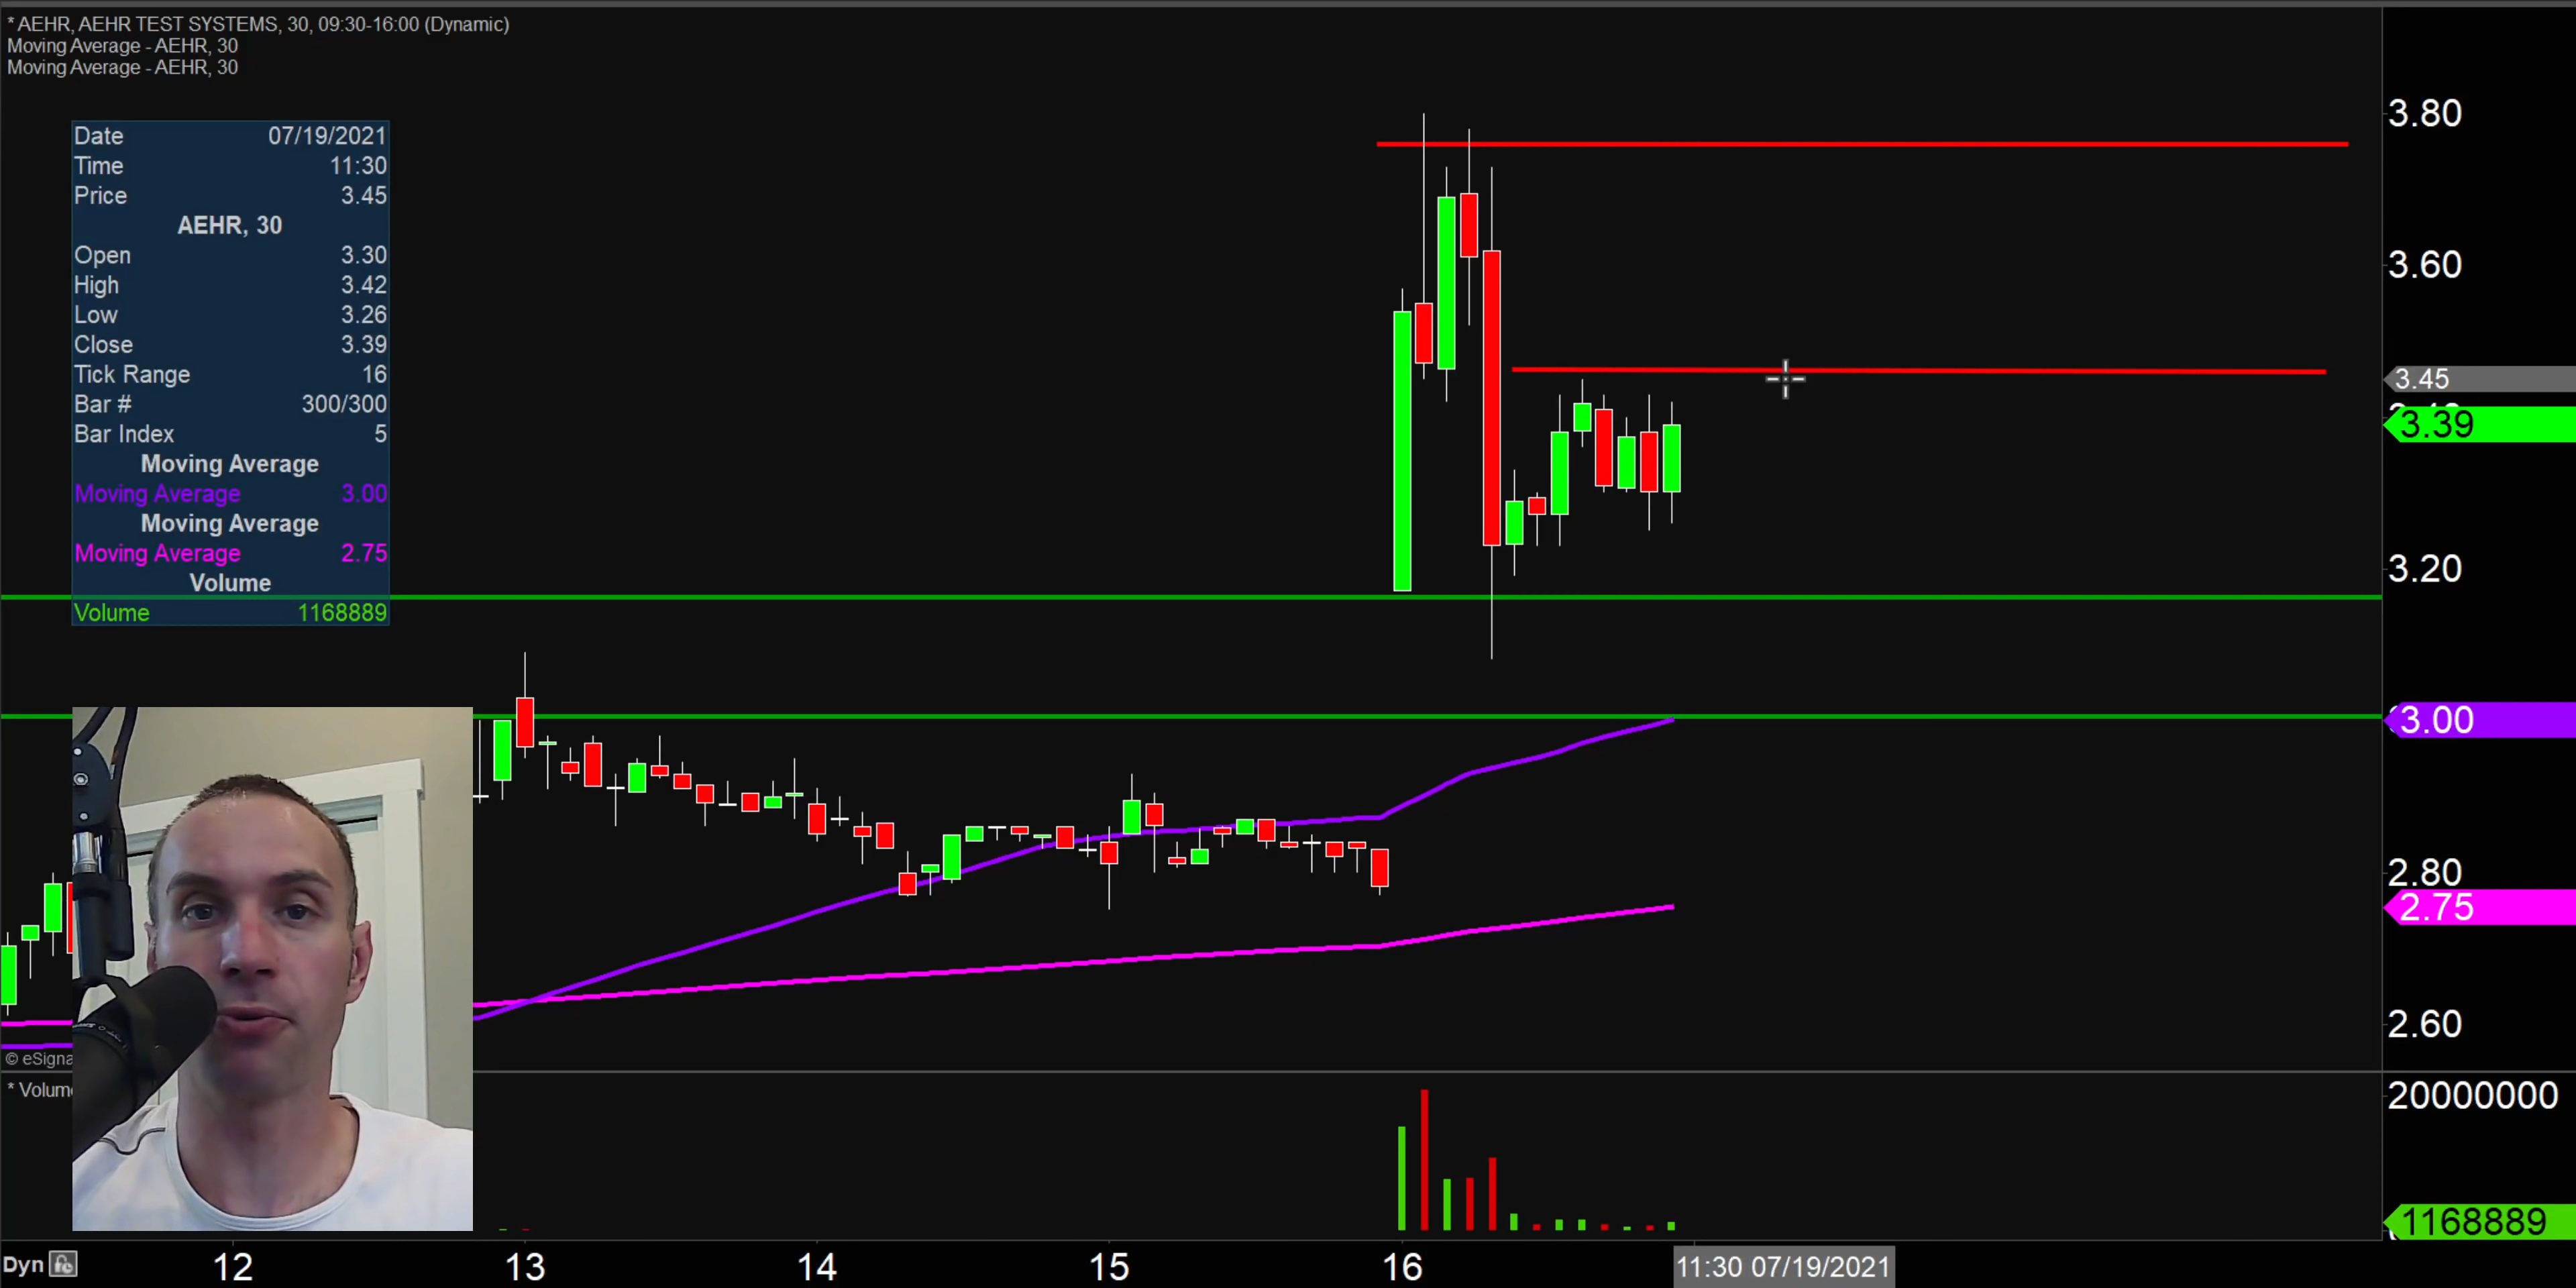 * AEHR, AEHR TEST SYSTEMS, 30, 09:30-16:00 (Dynamic)
Moving Average - AEHR, 30
Moving Average - AEHR, 30
Date 07/19/2021
Time 11:30
Price 3.45
AEHR, 30
Open 3.30
High 3.42
Low 3.26
Close 3.39
Tick Range 16
Bar # 300/300
Bar Index 5
Moving Average
Moving Average 3.00
Moving Average
Moving Average 2.75
Volume
Volume 1168889
3.80
3.60
3.45
3.39
3.20
3.00
2.80
2.75
2.60
© eSigna
* Volum
20000000
1168889
Dyn 12 13 14 15 16 11:30 07/19/2021